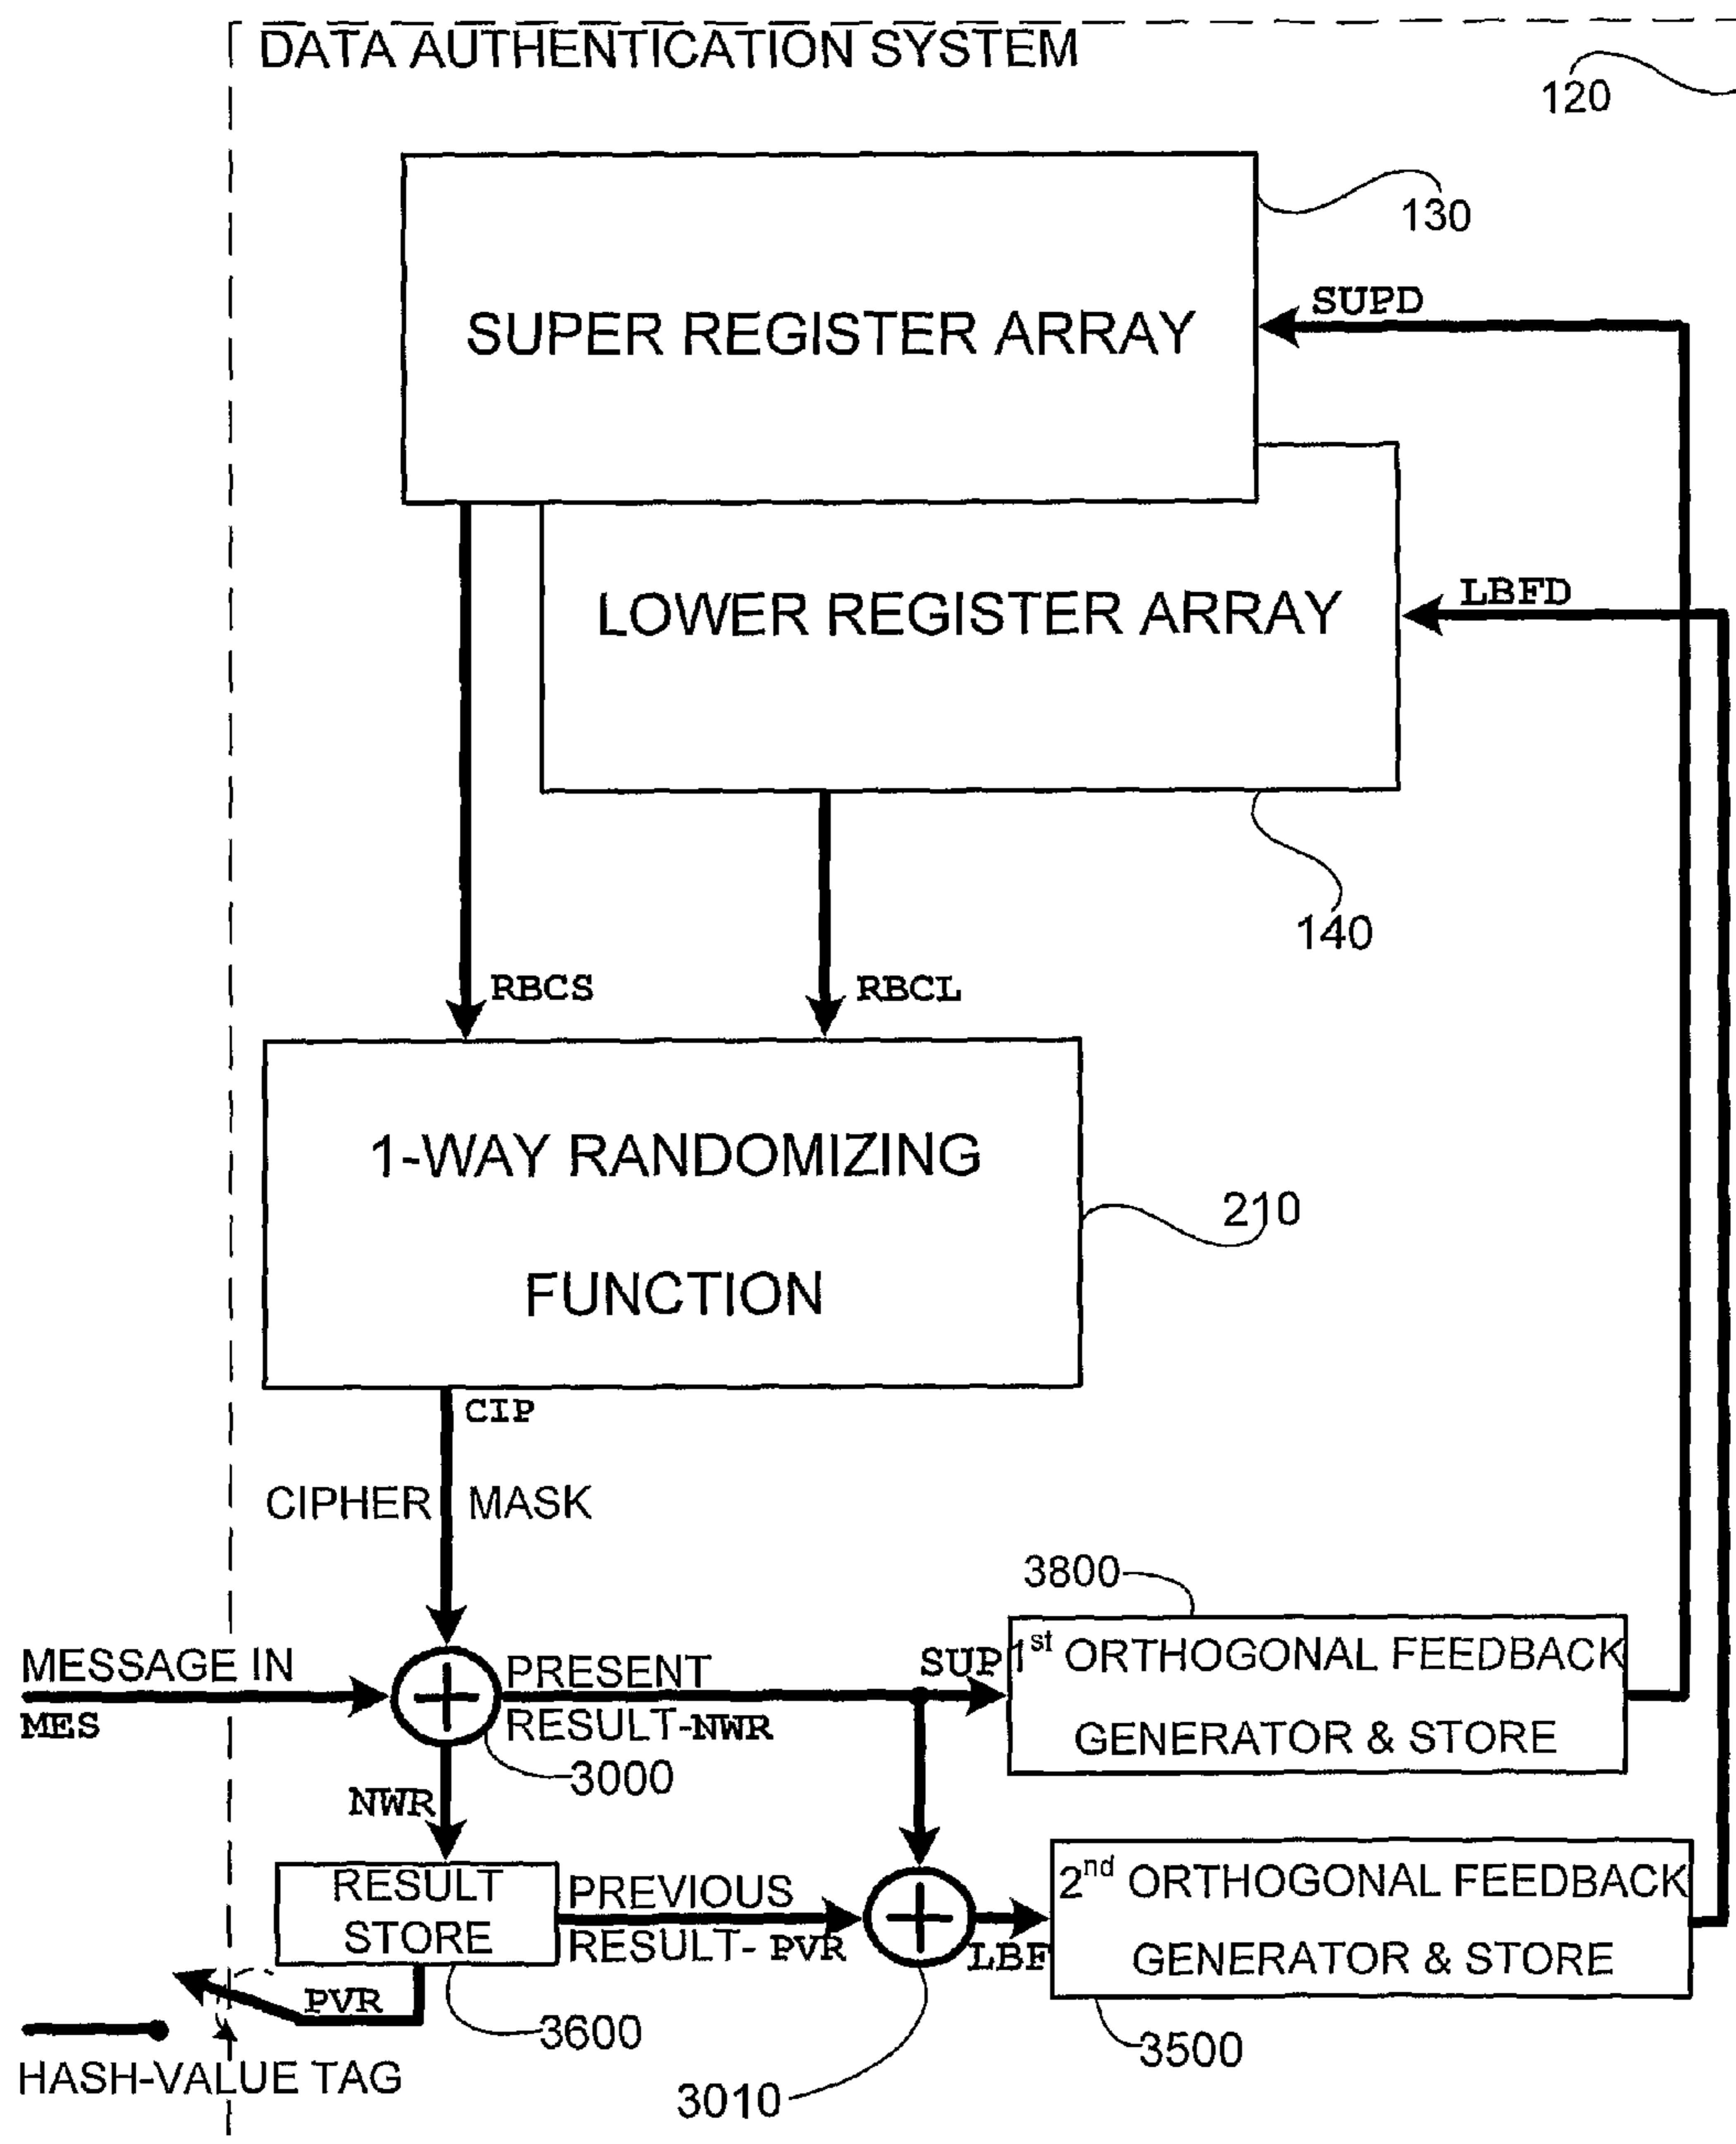 DATA AUTHENTICATION SYSTEM
120
130
SUPER REGISTER ARRAY
SUPD
LOWER REGISTER ARRAY
LBFD
140
RBCS
RBCL
1-WAY RANDOMIZING
FUNCTION
210
CIP
CIPHER MASK
3800
MESSAGE IN
MES
PRESENT
RESULT-NWR
SUP
1st ORTHOGONAL FEEDBACK
GENERATOR & STORE
3000
NWR
RESULT
STORE
PREVIOUS
RESULT- PVR
LBF
2nd ORTHOGONAL FEEDBACK
GENERATOR & STORE
PVR
3600
3500
HASH-VALUE TAG
3010